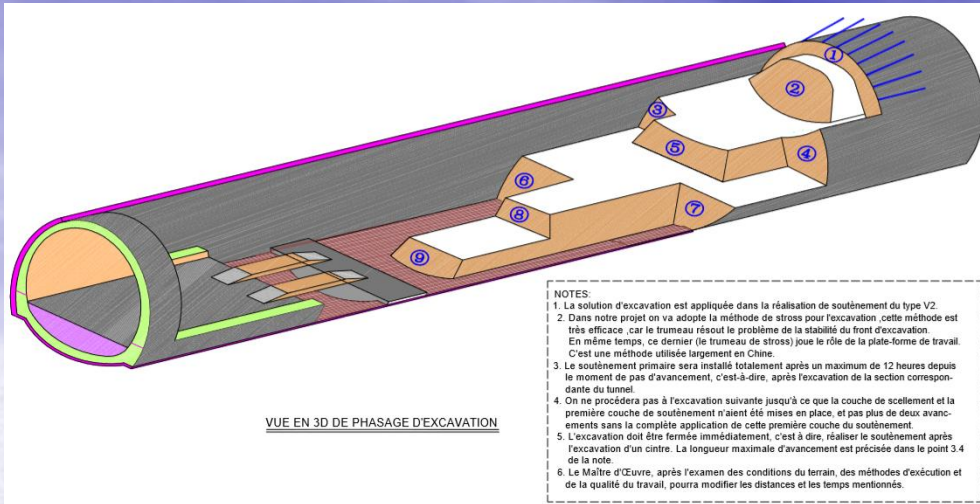 ①
②
③
④
⑤
⑥
⑦
⑧
⑨
VUE EN 3D DE PHASAGE D'EXCAVATION
NOTES:
1. La solution d'excavation est appliquée dans la réalisation de soutènement du type V2.
2. Dans notre projet on va adopte la méthode de stross pour l'excavation ,cette méthode est
très efficace ,car le trumeau résout le problème de la stabilité du front d'excavation.
En même temps, ce dernier (le trumeau de stross) joue le rôle de la plate-forme de travail.
C'est une méthode utilisée largement en Chine.
3. Le soutènement primaire sera installé totalement après un maximum de 12 heures depuis
le moment de pas d'avancement, c'est-à-dire, après l'excavation de la section correspon-
dante du tunnel.
4. On ne procédera pas à l'excavation suivante jusqu'à ce que la couche de scellement et la
première couche de soutènement n'aient été mises en place, et pas plus de deux avanc-
ements sans la complète application de cette première couche du soutènement.
5. L'excavation doit être fermée immédiatement, c'est à dire, réaliser le soutènement après
l'excavation d'un cintre. La longueur maximale d'avancement est précisée dans le point 3.4
de la note.
6. Le Maître d'Œuvre, après l'examen des conditions du terrain, des méthodes d'exécution et
de la qualité du travail, pourra modifier les distances et les temps mentionnés.